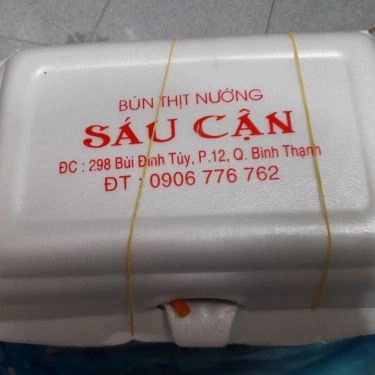 BÚN THỊT NƯỚNG
SÁU CẬN
ĐC : 298 Bùi Đình Túy, P.12, Q. Bình Thạnh
ĐT : 0906 776 762